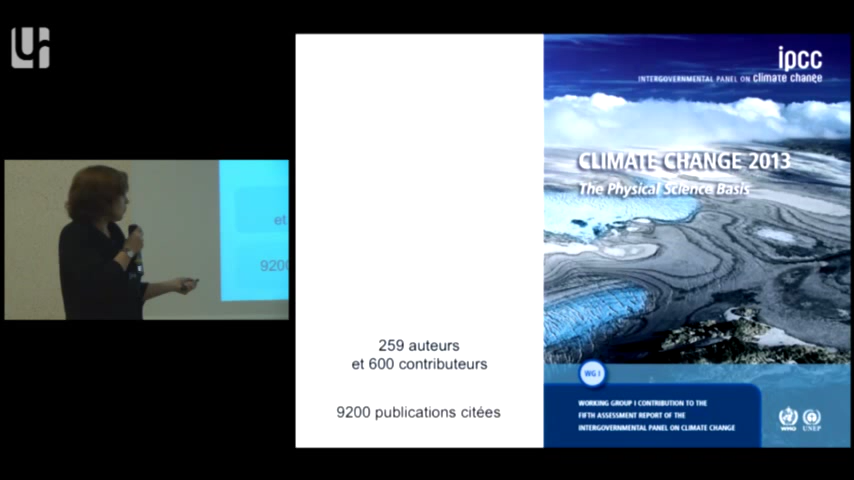 et
9200
259 auteurs
et 600 contributeurs
9200 publications citées
ipcc
INTERGOVERNMENTAL PANEL ON climate change
CLIMATE CHANGE 2013
The Physical Science Basis
WG I
WORKING GROUP I CONTRIBUTION TO THE
FIFTH ASSESSMENT REPORT OF THE
INTERGOVERNMENTAL PANEL ON CLIMATE CHANGE
WMO
UNEP